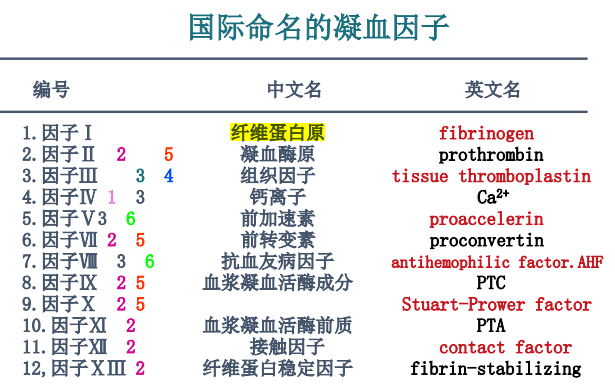 国际命名的凝血因子
编号 中文名 英文名
1.因子Ⅰ 纤维蛋白原 fibrinogen
2.因子Ⅱ 2 5 凝血酶原 prothrombin
3.因子Ⅲ 3 4 组织因子 tissue thromboplastin
4.因子Ⅳ 1 3 钙离子 Ca²⁺
5.因子Ⅴ3 6 前加速素 proaccelerin
6.因子Ⅶ 2 5 前转变素 proconvertin
7.因子Ⅷ 3 6 抗血友病因子 antihemophilic factor.AHF
8.因子Ⅸ 2 5 血浆凝血活酶成分 PTC
9.因子Ⅹ 2 5 Stuart-Prower factor
10.因子Ⅺ 2 血浆凝血活酶前质 PTA
11.因子Ⅻ 2 接触因子 contact factor
12,因子ⅩⅢ 2 纤维蛋白稳定因子 fibrin-stabilizing